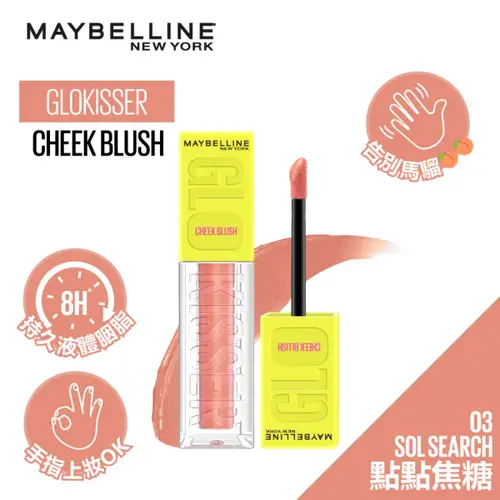 MAYBELLINE
NEW YORK
GLOKISSER
CHEEK BLUSH
告別馬騮🍑🍑
8H
持久液體胭脂
手指上妝OK
MAYBELLINE
NEW YORK
GLO
CHEEK BLUSH
KISSER
CHEEK BLUSH
GLO
MAYBELLINE
NEW YORK
03
SOL SEARCH
點點焦糖